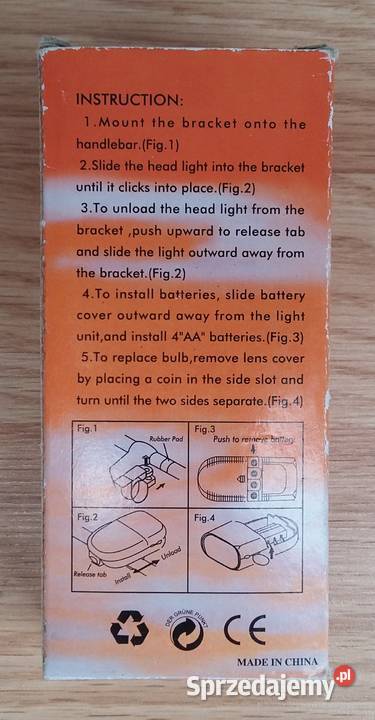 INSTRUCTION:
1.Mount the bracket onto the
handlebar.(Fig.1)
2.Slide the head light into the bracket
until it clicks into place.(Fig.2)
3.To unload the head light from the
bracket ,push upward to release tab
and slide the light outward away from
the bracket.(Fig.2)
4.To install batteries, slide battery
cover outward away from the light
unit,and install 4"AA" batteries.(Fig.3)
5.To replace bulb,remove lens cover
by placing a coin in the side slot and
turn until the two sides separate.(Fig.4)
Fig.1
Rubber Pad
Fig.3
Push to remove battery
Fig.2
Release tab
Install
Unload
Fig.4
DER GRÜNE PUNKT
CE
MADE IN CHINA
Sprzedajemy.pl